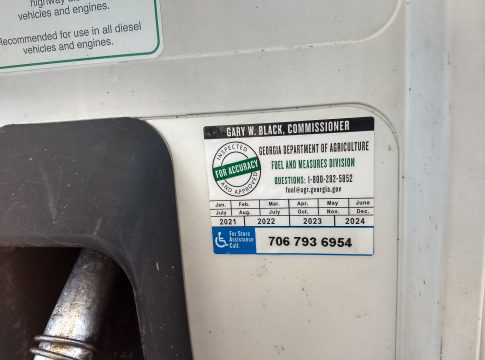 highway
vehicles and engines.
Recommended for use in all diesel
vehicles and engines.
GARY W. BLACK, COMMISSIONER
GEORGIA DEPARTMENT OF AGRICULTURE
FUEL AND MEASURES DIVISION
QUESTIONS: 1-800-282-5852
fuel@agr.georgia.gov
INSPECTED
FOR ACCURACY
AND APPROVED
Jan. Feb. Mar. Apr. May June
July Aug. July Oct. Nov. Dec.
2021 2022 2023 2024
For Store
Assistance
Call:
706 793 6954